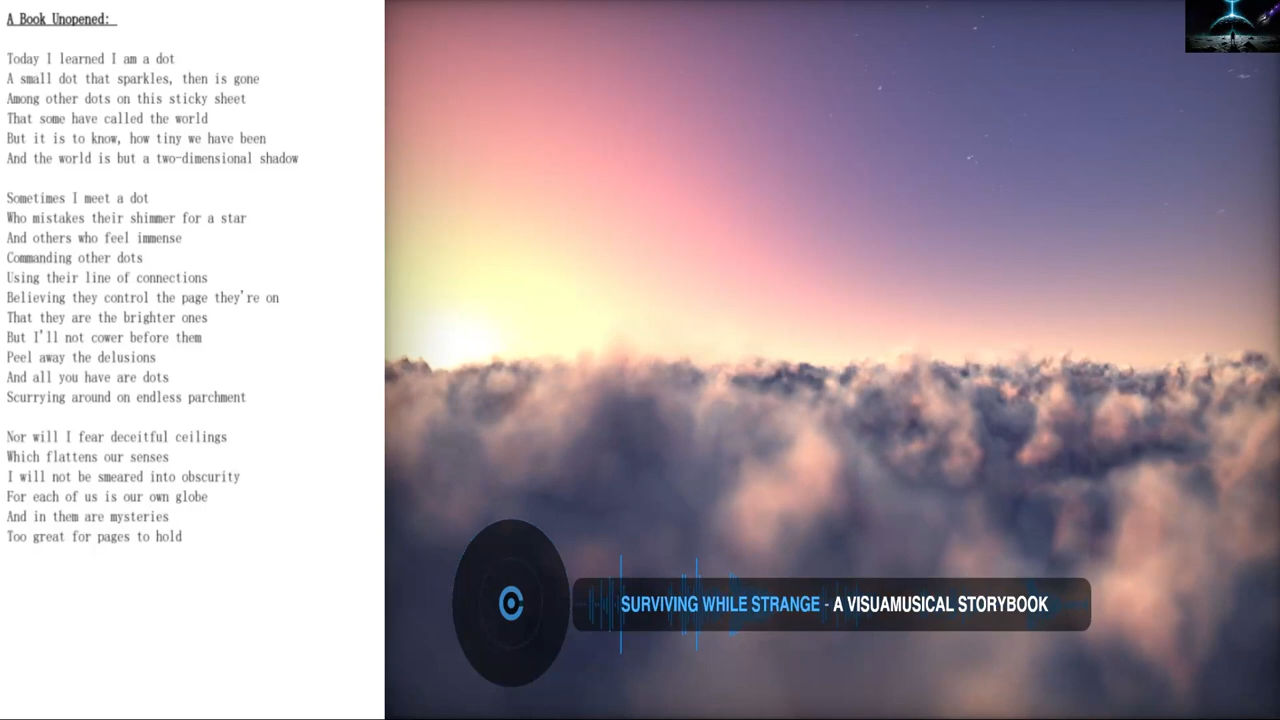 A Book Unopened:
Today I learned I am a dot
A small dot that sparkles, then is gone
Among other dots on this sticky sheet
That some have called the world
But it is to know, how tiny we have been
And the world is but a two-dimensional shadow
Sometimes I meet a dot
Who mistakes their shimmer for a star
And others who feel immense
Commanding other dots
Using their line of connections
Believing they control the page they're on
That they are the brighter ones
But I'll not cower before them
Peel away the delusions
And all you have are dots
Scurrying around on endless parchment
Nor will I fear deceitful ceilings
Which flattens our senses
I will not be smeared into obscurity
For each of us is our own globe
And in them are mysteries
Too great for pages to hold
SURVIVING WHILE STRANGE - A VISUAMUSICAL STORYBOOK